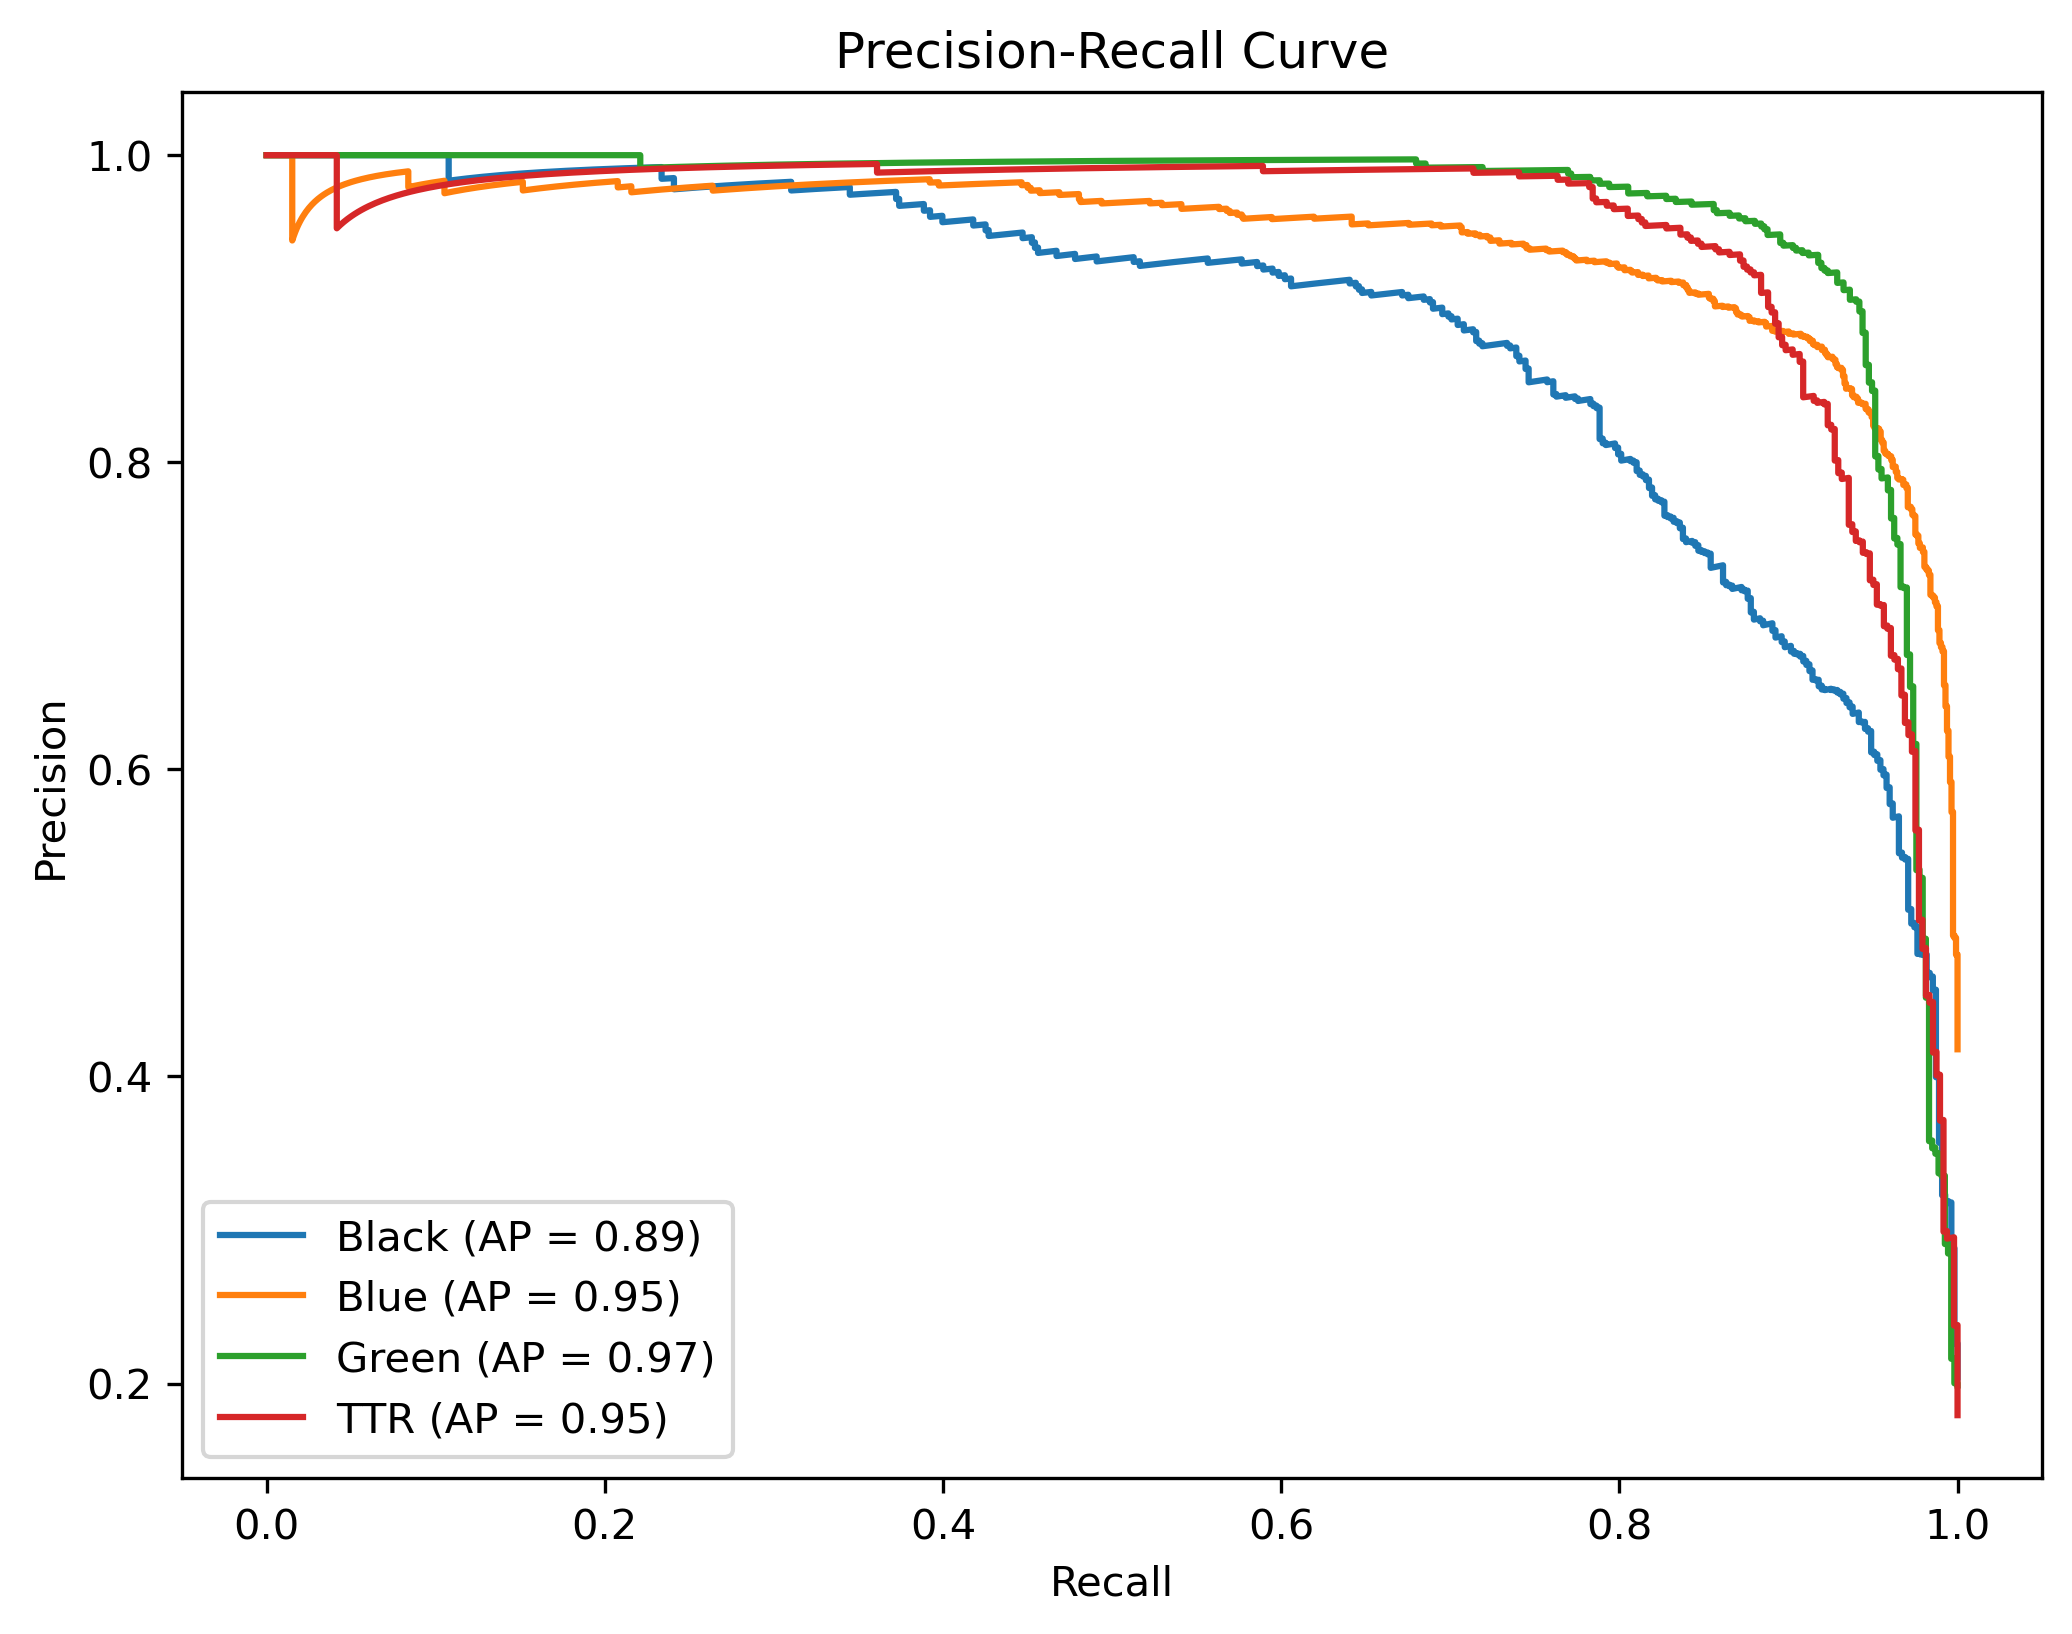 Precision-Recall Curve
1.0
0.8
0.6
0.4
0.2
Precision
Black (AP = 0.89)
Blue (AP = 0.95)
Green (AP = 0.97)
TTR (AP = 0.95)
0.0 0.2 0.4 0.6 0.8 1.0
Recall